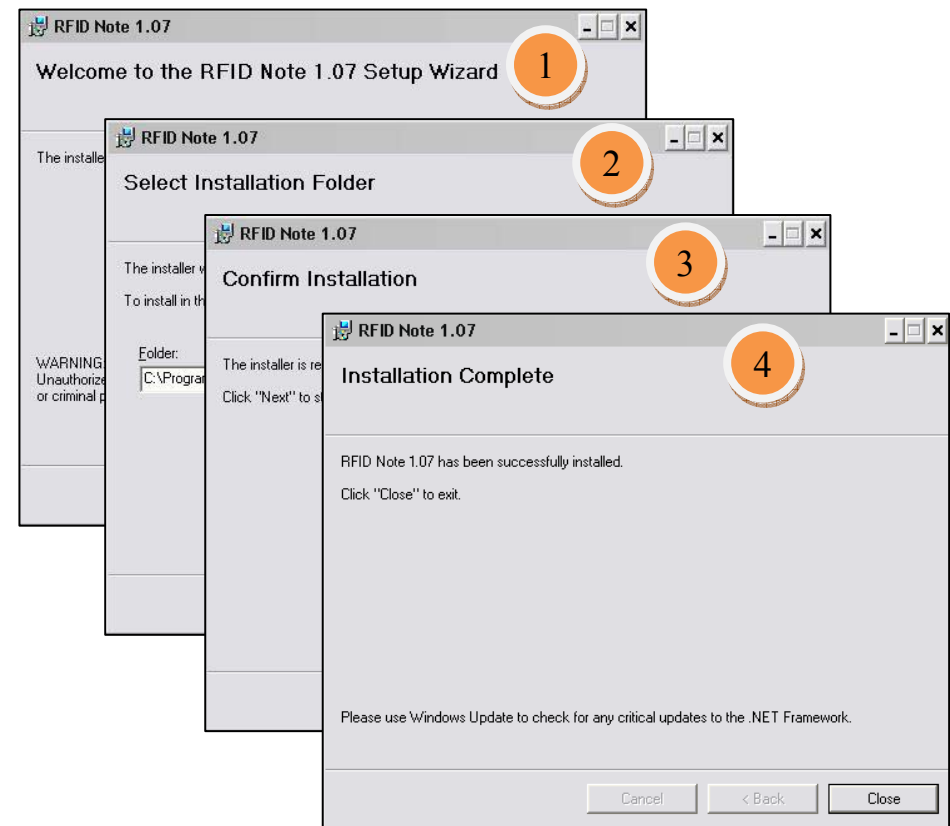 RFID Note 1.07
Welcome to the RFID Note 1.07 Setup Wizard
1
The installe
WARNING:
Unauthorize
or criminal p
RFID Note 1.07
Select Installation Folder
2
The installer w
To install in th
Folder:
C:\Program
RFID Note 1.07
Confirm Installation
3
The installer is re
Click "Next" to s
RFID Note 1.07
Installation Complete
4
RFID Note 1.07 has been successfully installed.
Click "Close" to exit.
Please use Windows Update to check for any critical updates to the .NET Framework.
Cancel
< Back
Close